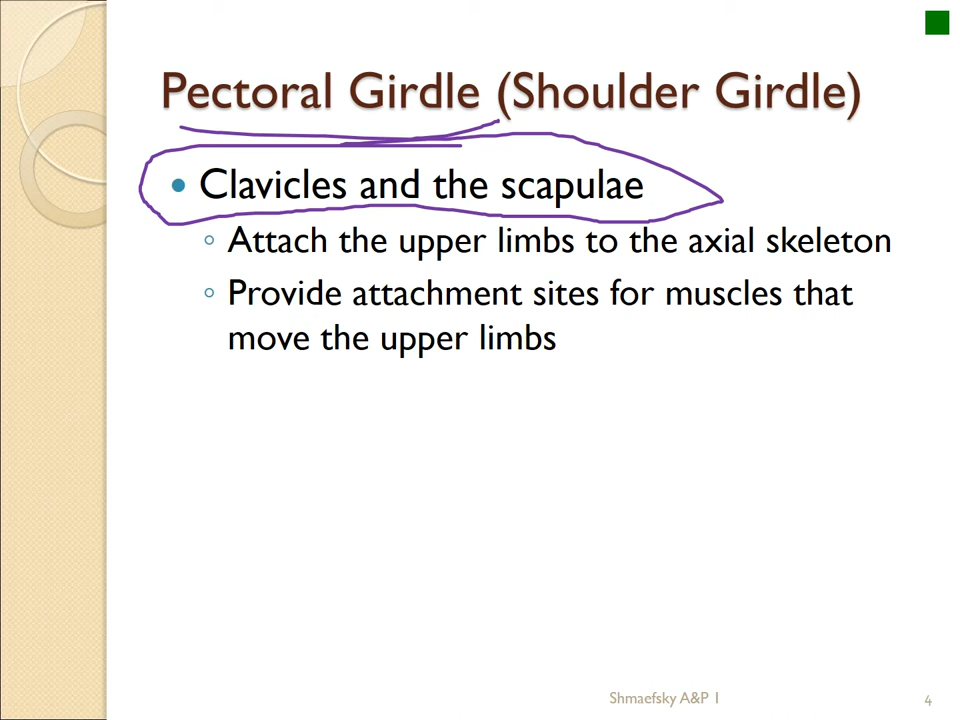 Pectoral Girdle (Shoulder Girdle)
• Clavicles and the scapulae
◦ Attach the upper limbs to the axial skeleton
◦ Provide attachment sites for muscles that
move the upper limbs
Shmaefsky A&P 1
4